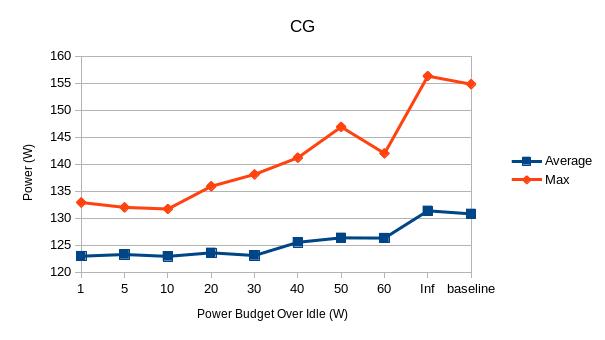 CG
160
155
150
145
140
135
130
125
120
Power (W)
1 5 10 20 30 40 50 60 Inf baseline
Power Budget Over Idle (W)
Average
Max